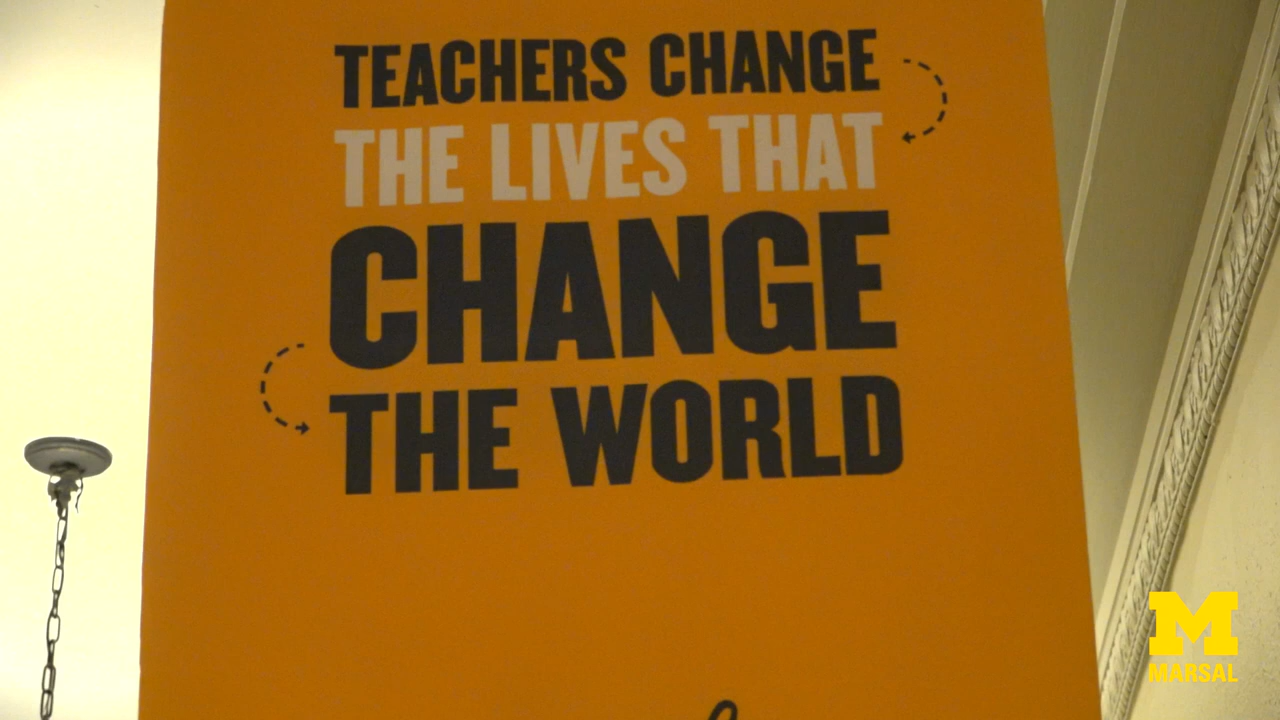 TEACHERS CHANGE
THE LIVES THAT
CHANGE
THE WORLD
M
MARSAL